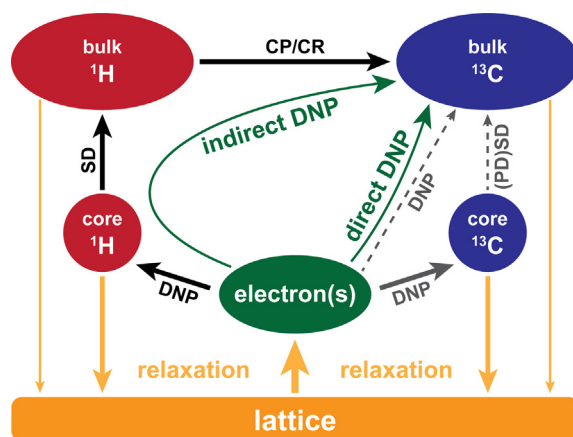 bulk
¹H
CP/CR
bulk
¹³C
indirect DNP
direct DNP
DNP
(PD)SD
SD
core
¹H
core
¹³C
DNP
electron(s)
DNP
relaxation
relaxation
lattice